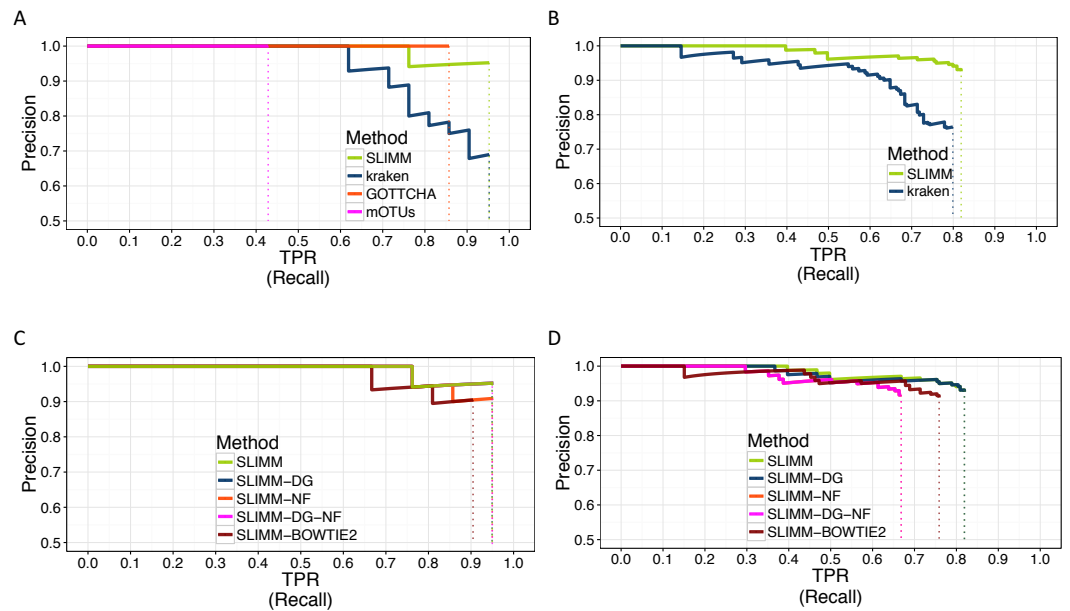 A
1.0
0.9
0.8
0.7
0.6
0.5
Precision
Method
SLIMM
kraken
GOTTCHA
mOTUs
0.0 0.1 0.2 0.3 0.4 0.5 0.6 0.7 0.8 0.9 1.0
TPR
(Recall)
B
1.0
0.9
0.8
0.7
0.6
0.5
Precision
Method
SLIMM
kraken
0.0 0.1 0.2 0.3 0.4 0.5 0.6 0.7 0.8 0.9 1.0
TPR
(Recall)
C
1.0
0.9
0.8
0.7
0.6
0.5
Precision
Method
SLIMM
SLIMM−DG
SLIMM−NF
SLIMM−DG−NF
SLIMM−BOWTIE2
0.0 0.1 0.2 0.3 0.4 0.5 0.6 0.7 0.8 0.9 1.0
TPR
(Recall)
D
1.0
0.9
0.8
0.7
0.6
0.5
Precision
Method
SLIMM
SLIMM−DG
SLIMM−NF
SLIMM−DG−NF
SLIMM−BOWTIE2
0.0 0.1 0.2 0.3 0.4 0.5 0.6 0.7 0.8 0.9 1.0
TPR
(Recall)